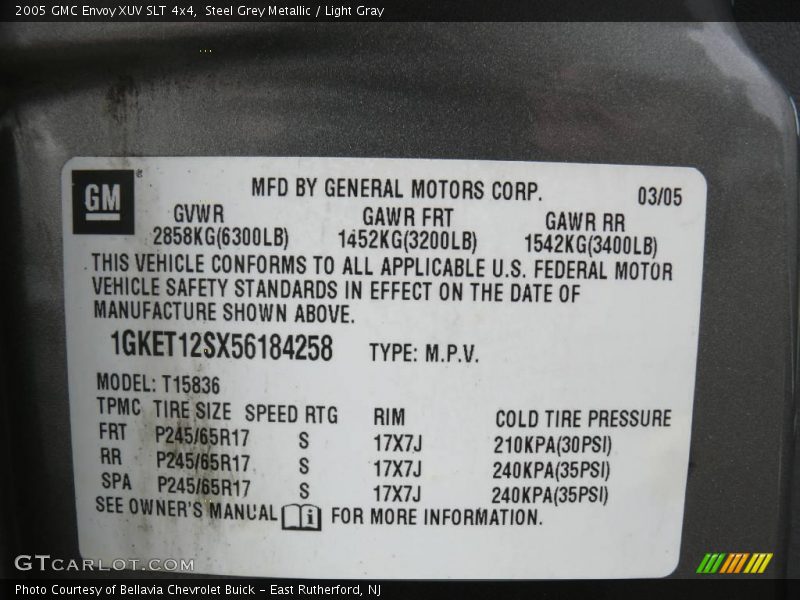 2005 GMC Envoy XUV SLT 4x4, Steel Grey Metallic / Light Gray
GM ®
MFD BY GENERAL MOTORS CORP. 03/05
GVWR GAWR FRT GAWR RR
2858KG(6300LB) 1452KG(3200LB) 1542KG(3400LB)
THIS VEHICLE CONFORMS TO ALL APPLICABLE U.S. FEDERAL MOTOR
VEHICLE SAFETY STANDARDS IN EFFECT ON THE DATE OF
MANUFACTURE SHOWN ABOVE.
1GKET12SX56184258 TYPE: M.P.V.
MODEL: T15836
TPMC TIRE SIZE SPEED RTG RIM COLD TIRE PRESSURE
FRT P245/65R17 S 17X7J 210KPA(30PSI)
RR P245/65R17 S 17X7J 240KPA(35PSI)
SPA P245/65R17 S 17X7J 240KPA(35PSI)
SEE OWNER'S MANUAL i FOR MORE INFORMATION.
GTCARLOT.COM
Photo Courtesy of Bellavia Chevrolet Buick – East Rutherford, NJ